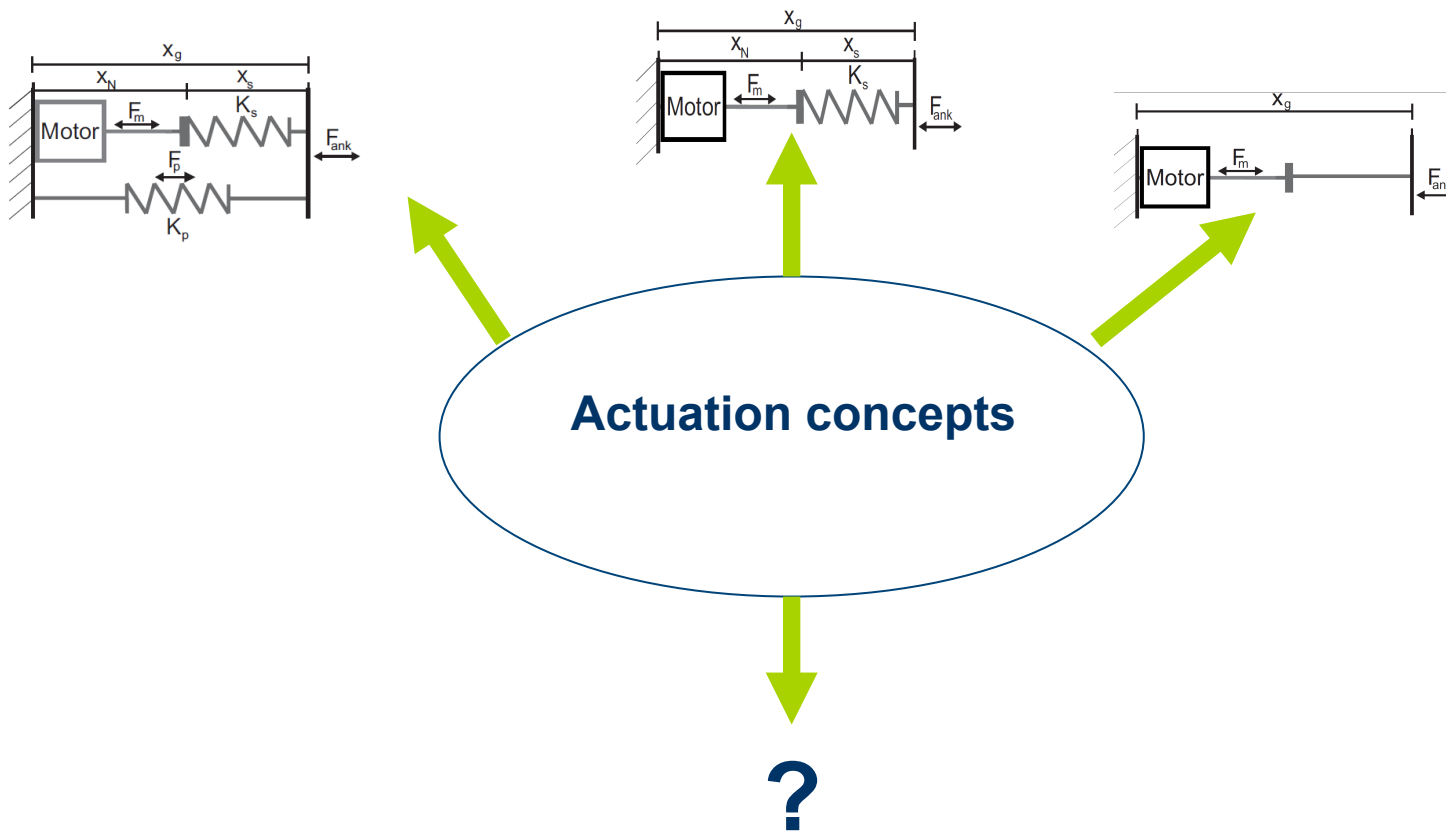 x_g
x_N x_s
K_s
Motor F_m
F_ank
F_p
K_p
x_g
x_N x_s
K_s
Motor F_m
F_ank
x_g
Motor F_m
F_an
Actuation concepts
?